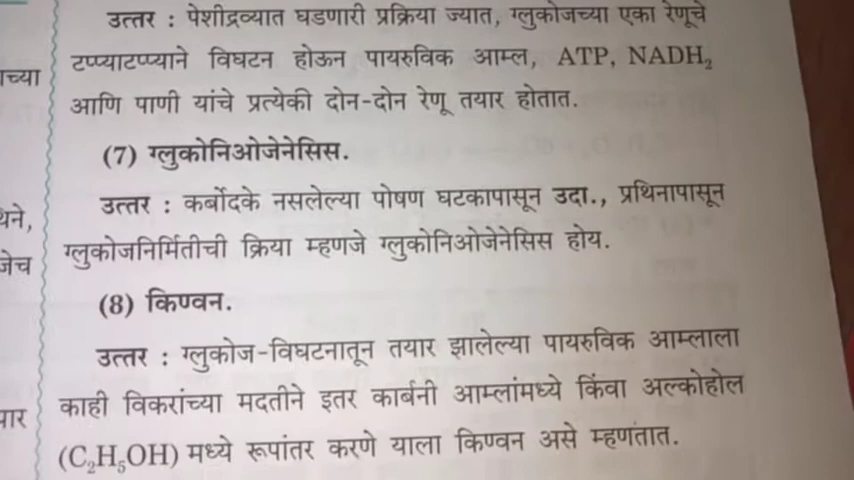 उत्तर : पेशीद्रव्यात घडणारी प्रक्रिया ज्यात, ग्लुकोजच्या एका रेणूचे
टप्प्याटप्प्याने विघटन होऊन पायरुविक आम्ल, ATP, NADH₂
आणि पाणी यांचे प्रत्येकी दोन-दोन रेणू तयार होतात.
(7) ग्लुकोनिओजेनेसिस.
उत्तर : कर्बोदके नसलेल्या पोषण घटकापासून उदा., प्रथिनापासून
ग्लुकोजनिर्मितीची क्रिया म्हणजे ग्लुकोनिओजेनेसिस होय.
(8) किण्वन.
उत्तर : ग्लुकोज-विघटनातून तयार झालेल्या पायरुविक आम्लाला
काही विकरांच्या मदतीने इतर कार्बनी आम्लांमध्ये किंवा अल्कोहोल
(C₂H₅OH) मध्ये रूपांतर करणे याला किण्वन असे म्हणतात.